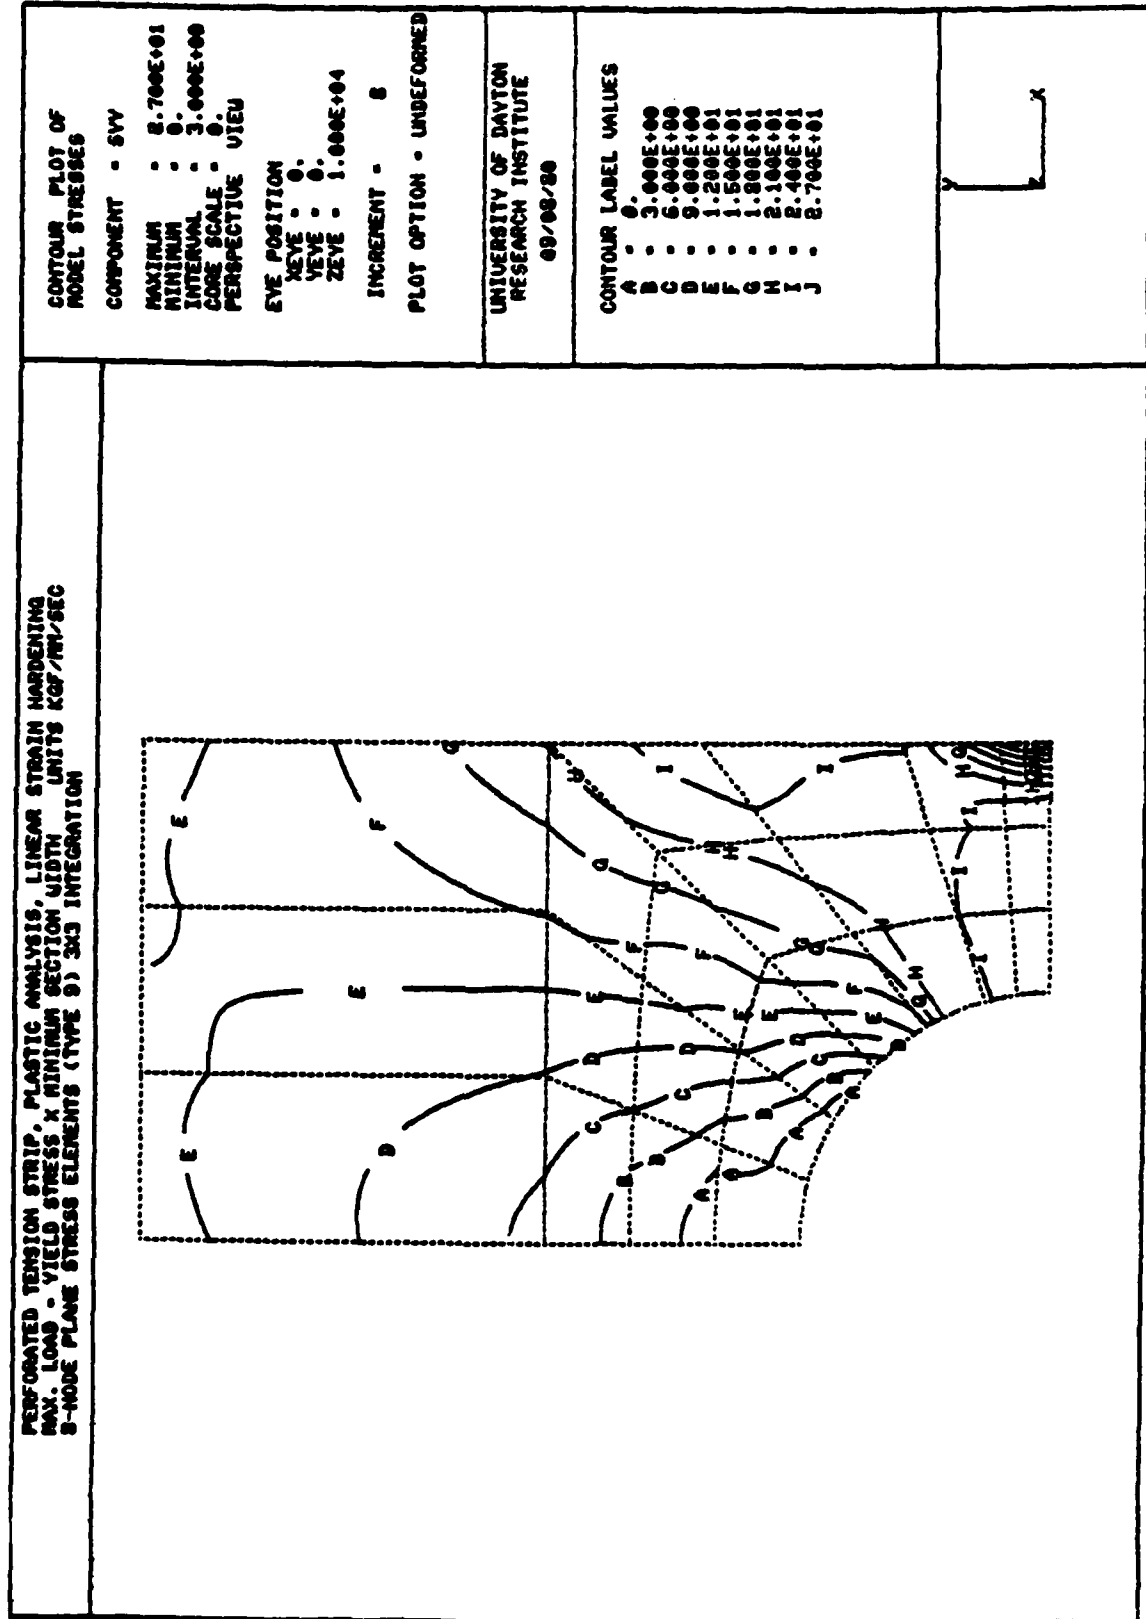 PERFORATED TENSION STRIP, PLASTIC ANALYSIS, LINEAR STRAIN HARDENING
MAX. LOAD = YIELD STRESS X MINIMUM SECTION WIDTH UNITS KGF/MM/SEC
8-NODE PLANE STRESS ELEMENTS (TYPE 9) 3X3 INTEGRATION
CONTOUR PLOT OF
MODEL STRESSES
COMPONENT = SYY
MAXIMUM = 2.700E+01
MINIMUM = 0.
INTERVAL = 3.000E+00
CORE SCALE = 0.
PERSPECTIVE VIEW
EYE POSITION
XEYE = 0.
YEYE = 0.
ZEYE = 1.000E+04
INCREMENT = 8
PLOT OPTION = UNDEFORMED
UNIVERSITY OF DAYTON
RESEARCH INSTITUTE
09/08/80
CONTOUR LABEL VALUES
A = 0.
B = 3.000E+00
C = 6.000E+00
D = 9.000E+00
E = 1.200E+01
F = 1.500E+01
G = 1.800E+01
H = 2.100E+01
I = 2.400E+01
J = 2.700E+01
Y
Z X
E E
E F G
D
E F G H I
D
C
B
A